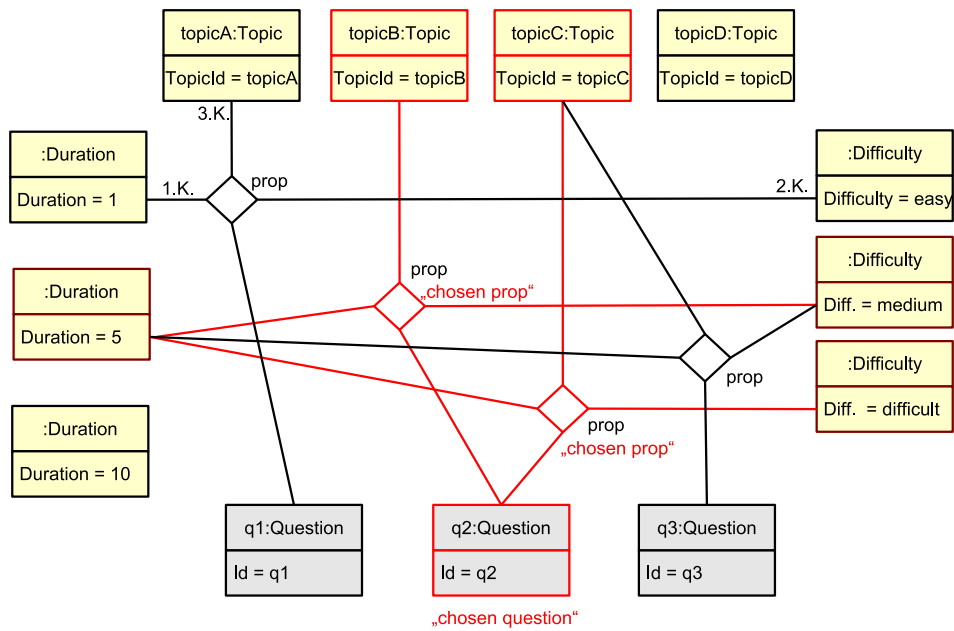 topicA:Topic
TopicId = topicA
topicB:Topic
TopicId = topicB
topicC:Topic
TopicId = topicC
topicD:Topic
TopicId = topicD
3.K.
:Duration
Duration = 1
1.K.
prop
2.K.
:Difficulty
Difficulty = easy
:Duration
Duration = 5
prop
„chosen prop“
:Difficulty
Diff. = medium
prop
:Difficulty
Diff. = difficult
prop
„chosen prop“
:Duration
Duration = 10
q1:Question
Id = q1
q2:Question
Id = q2
q3:Question
Id = q3
„chosen question“